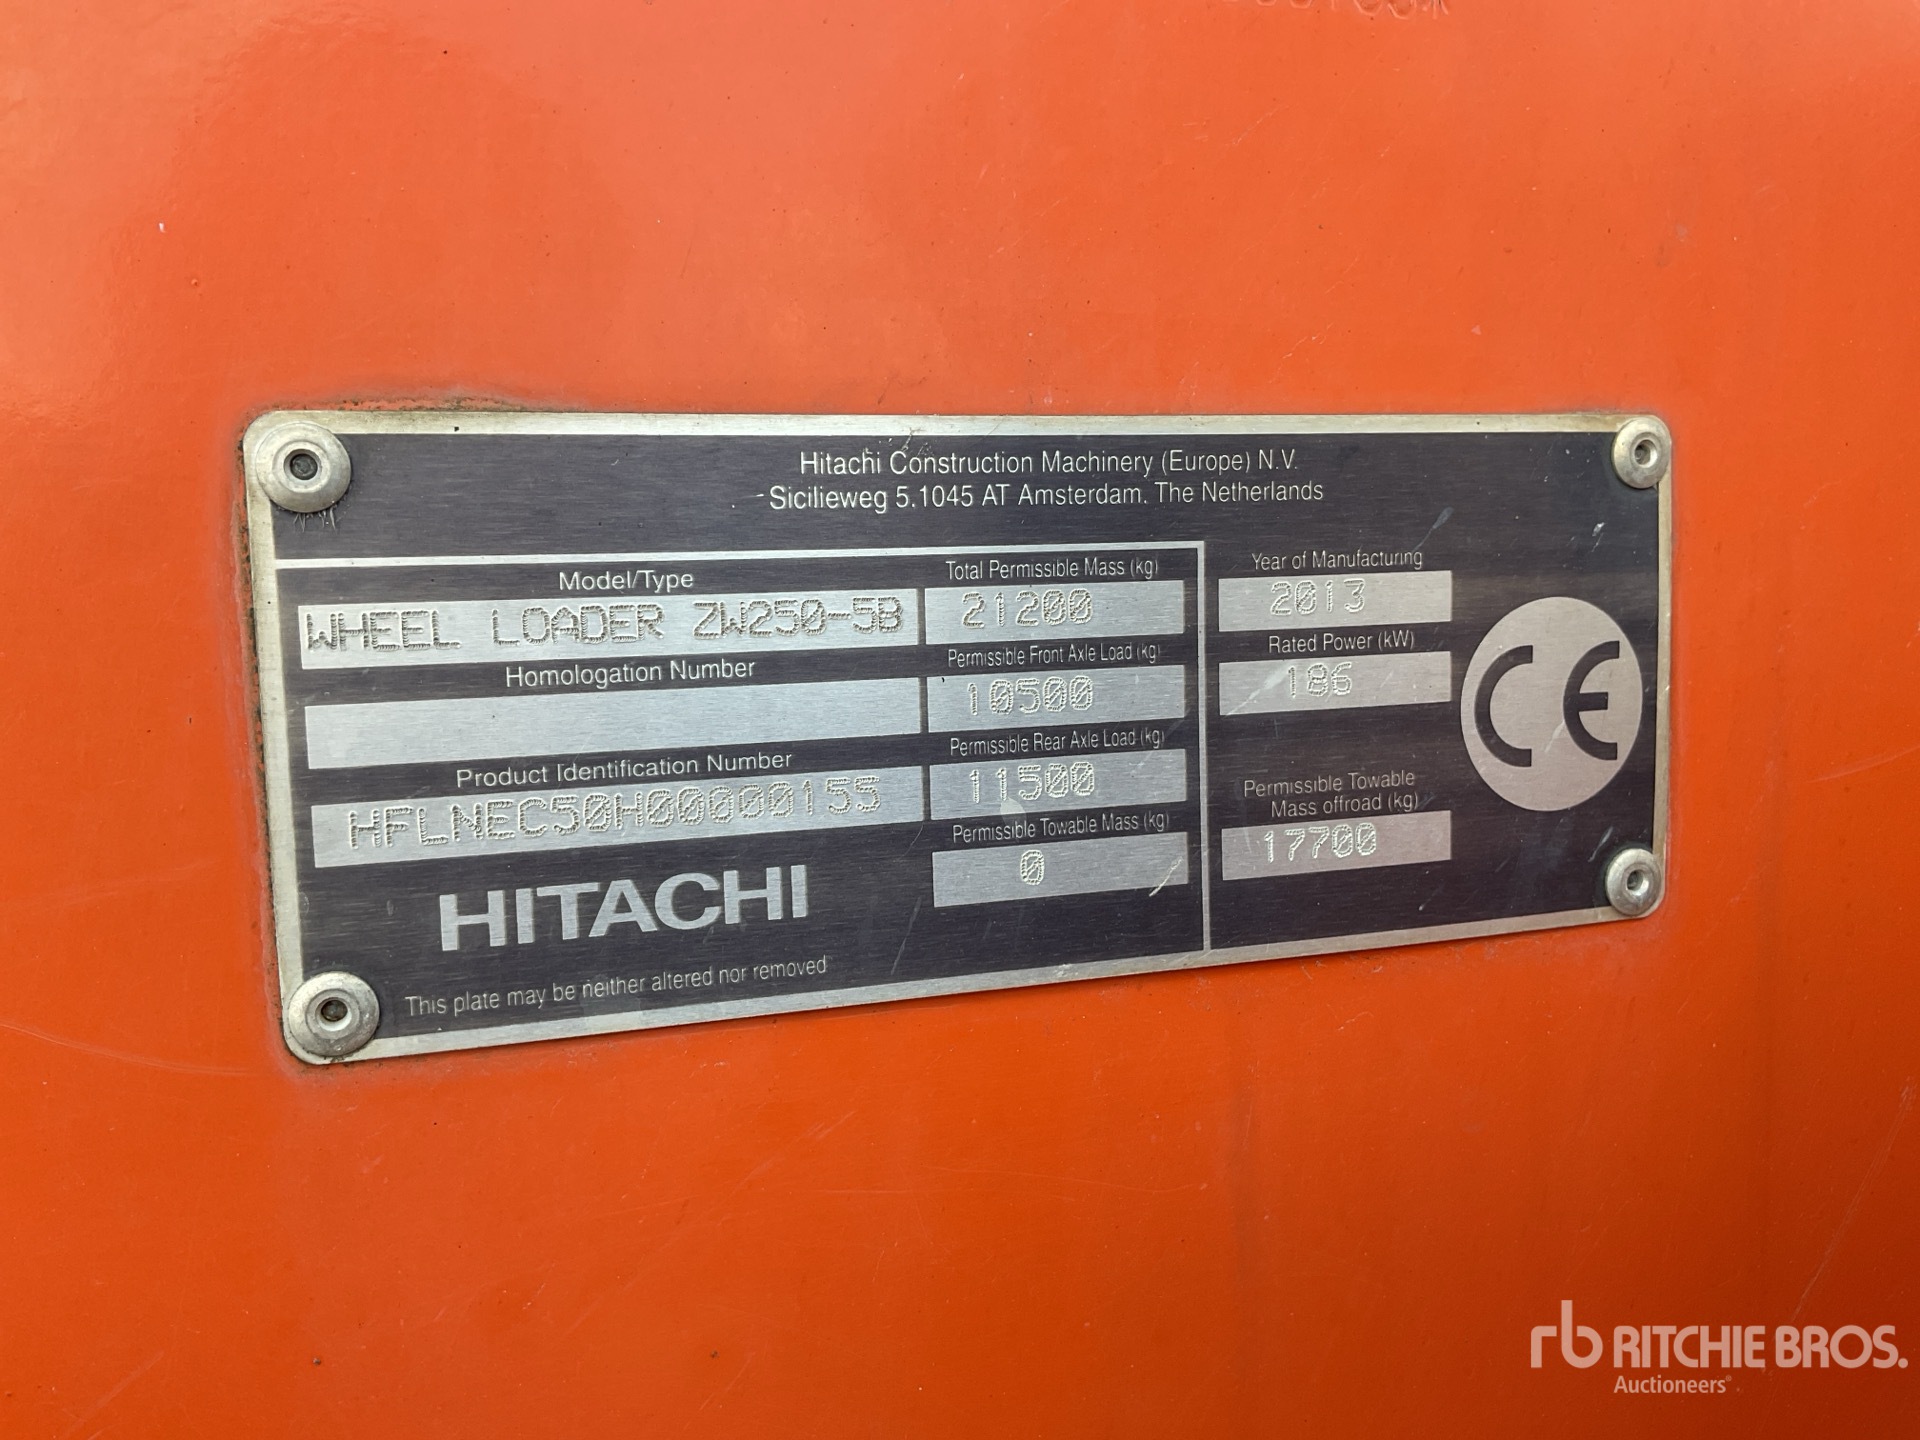 Hitachi Construction Machinery (Europe) N.V.
Sicilieweg 5.1045 AT Amsterdam. The Netherlands
Model/Type
WHEEL LOADER ZW250-5B
Homologation Number
Product Identification Number
HFLNEC50H00000155
HITACHI
This plate may be neither altered nor removed
Total Permissible Mass (kg)
21200
Permissible Front Axle Load (kg)
10500
Permissible Rear Axle Load (kg)
11500
Permissible Towable Mass (kg)
0
Year of Manufacturing
2013
Rated Power (kW)
186
Permissible Towable
Mass offroad (kg)
17700
CE
rb RITCHIE BROS.
Auctioneers